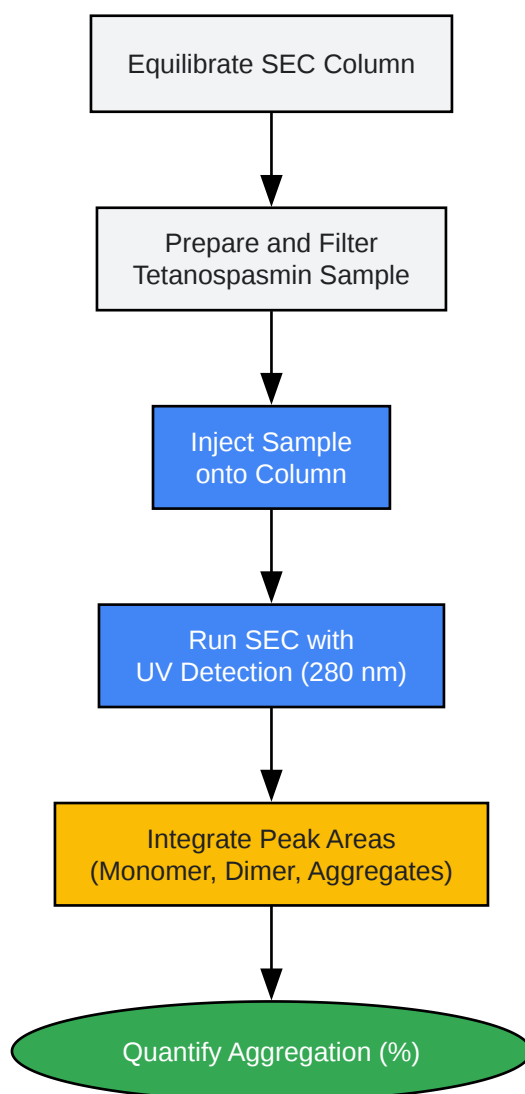 Equilibrate SEC Column
Prepare and Filter
Tetanospasmin Sample
Inject Sample
onto Column
Run SEC with
UV Detection (280 nm)
Integrate Peak Areas
(Monomer, Dimer, Aggregates)
Quantify Aggregation (%)